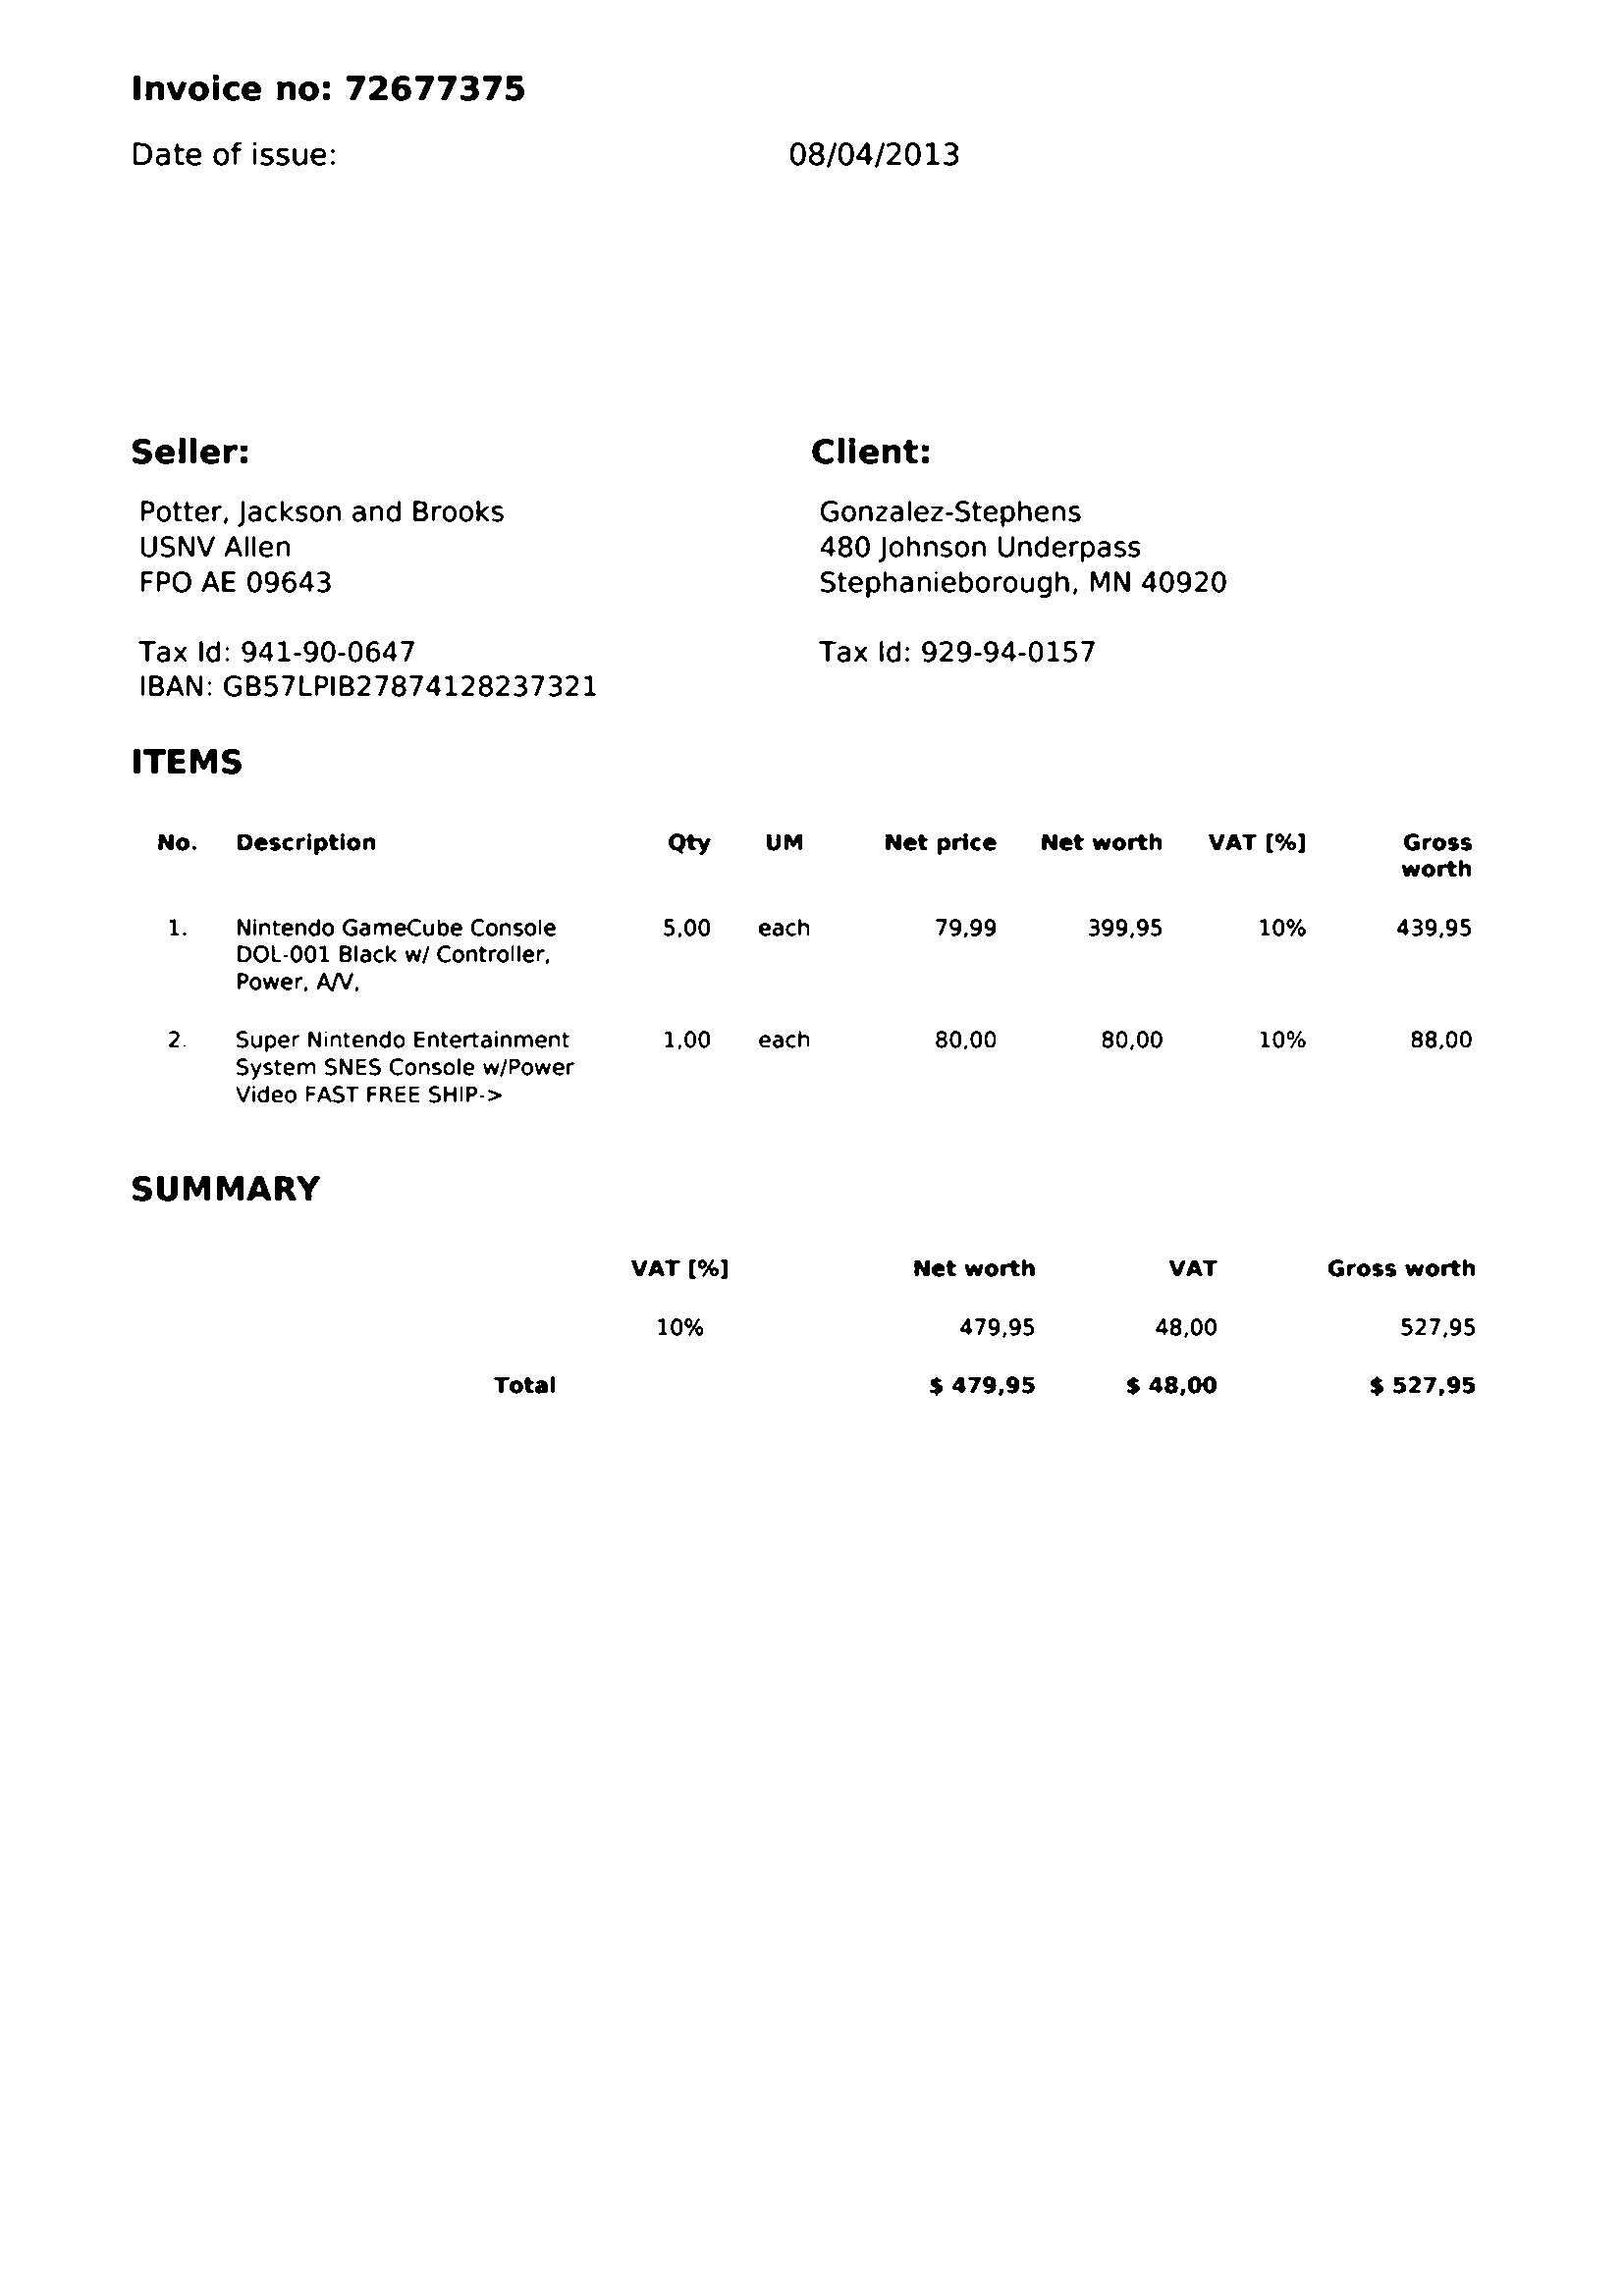 Invoice no: 72677375
Date of issue: 08/04/2013
Seller:
Potter, Jackson and Brooks
USNV Allen
FPO AE 09643
Tax Id: 941-90-0647
IBAN: GB57LPIB27874128237321
Client:
Gonzalez-Stephens
480 Johnson Underpass
Stephanieborough, MN 40920
Tax Id: 929-94-0157
ITEMS
No. Description Qty UM Net price Net worth VAT [%] Gross
worth
1. Nintendo GameCube Console 5,00 each 79,99 399,95 10% 439,95
DOL-001 Black w/ Controller,
Power, A/V,
2. Super Nintendo Entertainment 1,00 each 80,00 80,00 10% 88,00
System SNES Console w/Power
Video FAST FREE SHIP->
SUMMARY
VAT [%] Net worth VAT Gross worth
10% 479,95 48,00 527,95
Total $ 479,95 $ 48,00 $ 527,95